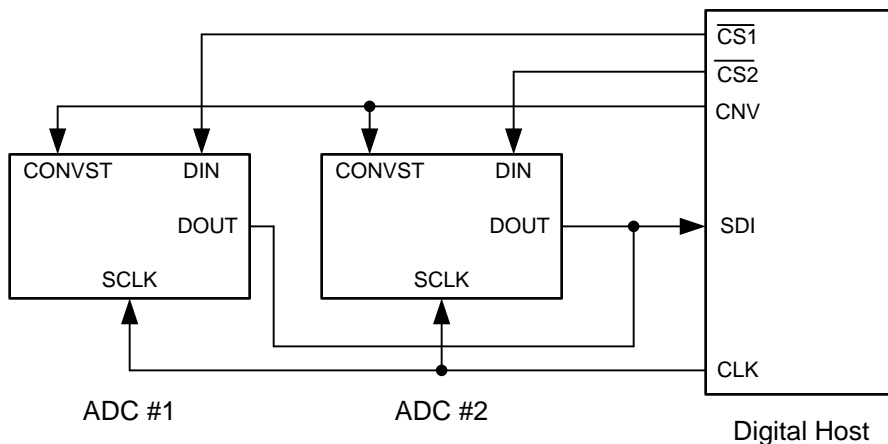 CS1
CS2
CNV
CONVST DIN
CONVST DIN
DOUT
DOUT
SDI
SCLK
SCLK
CLK
ADC #1
ADC #2
Digital Host